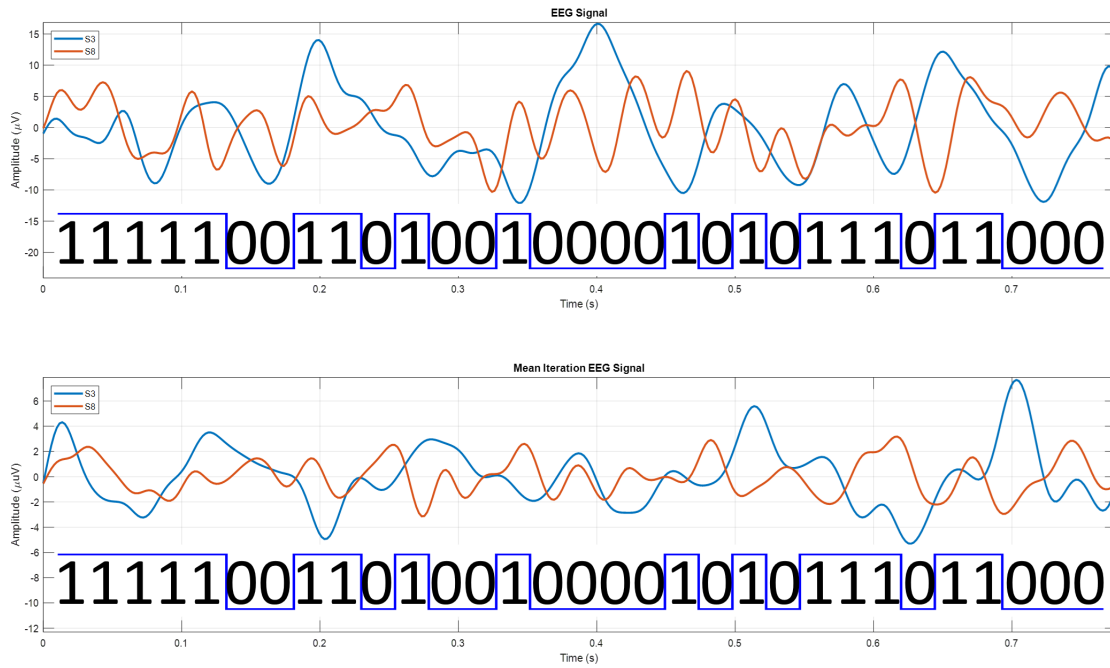 EEG Signal
S3
S8
15
10
5
0
-5
-10
-15
-20
Amplitude (μV)
1111100110100100001010111011000
0 0.1 0.2 0.3 0.4 0.5 0.6 0.7
Time (s)
Mean Iteration EEG Signal
S3
S8
6
4
2
0
-2
-4
-6
-8
-10
-12
Amplitude (μV)
1111100110100100001010111011000
0 0.1 0.2 0.3 0.4 0.5 0.6 0.7
Time (s)